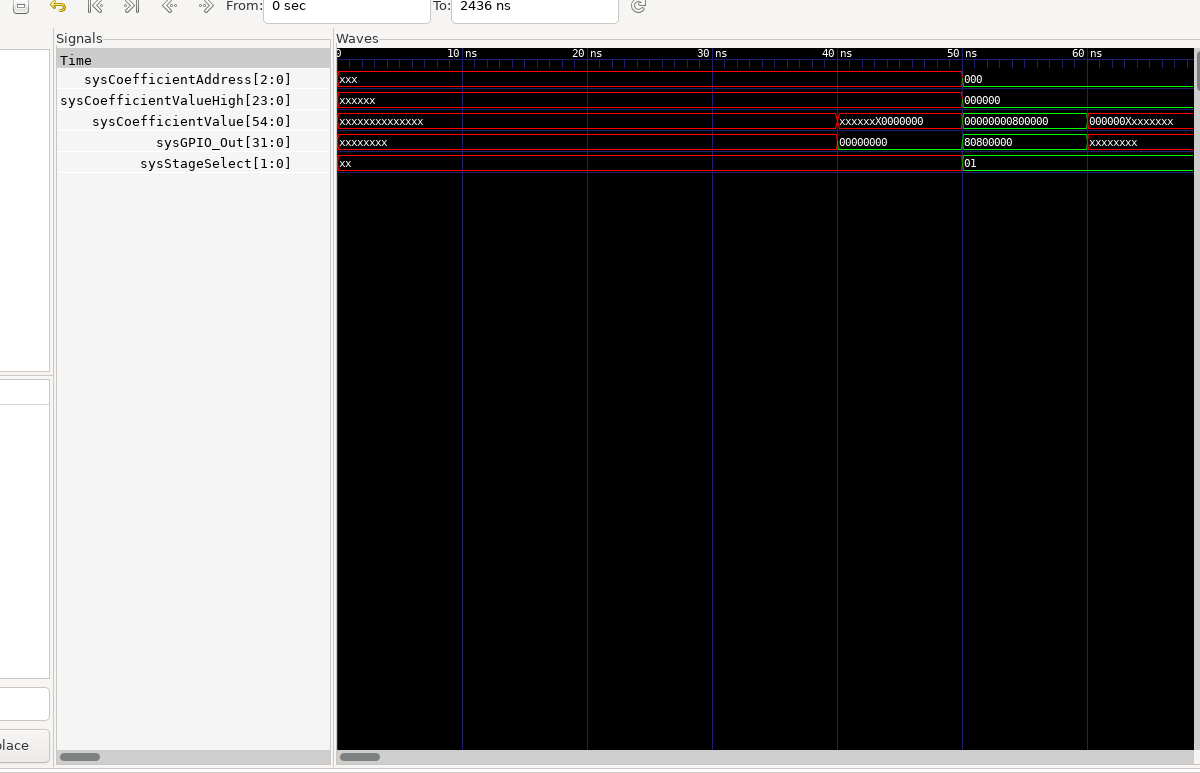 From: 0 sec To: 2436 ns
Signals Waves
Time 0 10 ns 20 ns 30 ns 40 ns 50 ns 60 ns
sysCoefficientAddress[2:0] xxx 000
sysCoefficientValueHigh[23:0] xxxxxx 000000
sysCoefficientValue[54:0] xxxxxxxxxxxxxx xxxxxxX0000000 00000000800000 000000Xxxxxxxx
sysGPIO_Out[31:0] xxxxxxxx 00000000 80800000 xxxxxxxx
sysStageSelect[1:0] xx 01
place